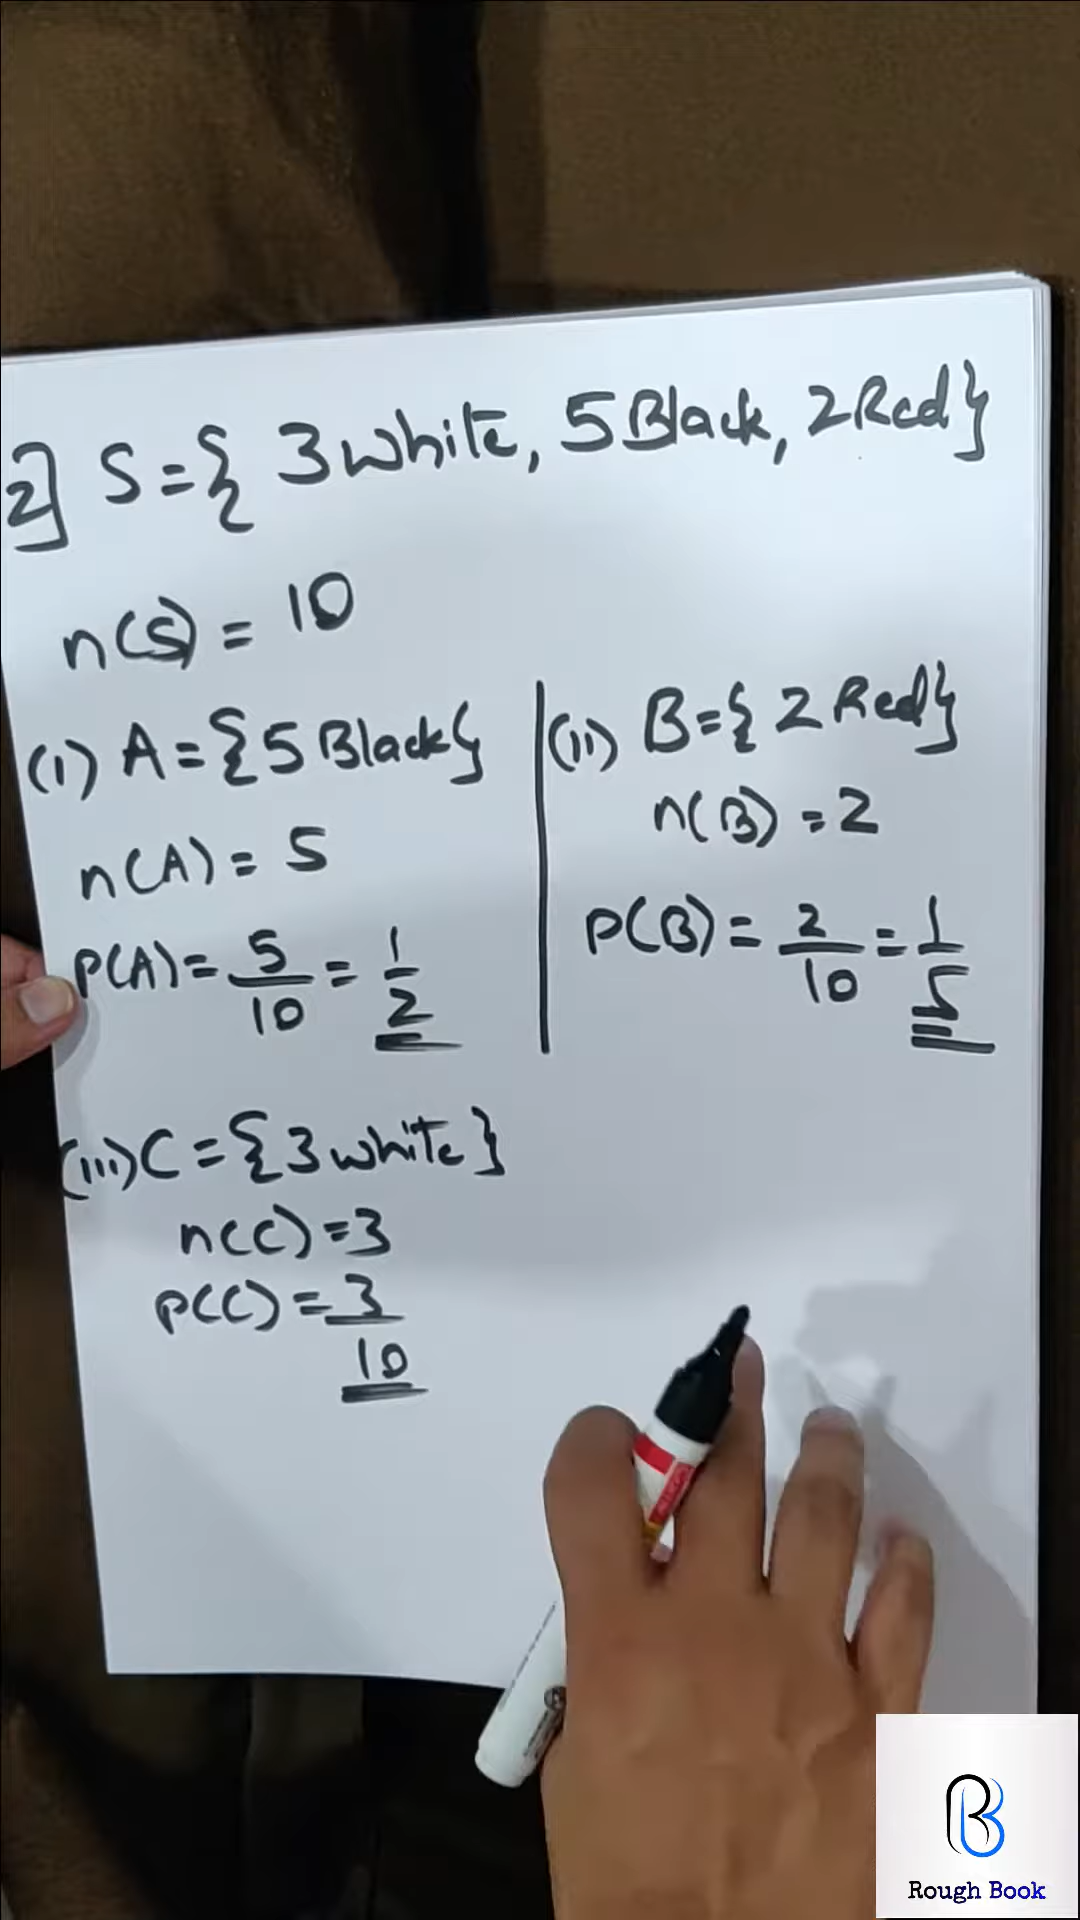 2] S = { 3 white, 5 Black, 2 Red }
n(S) = 10
(i) A = { 5 Black }
n(A) = 5
P(A) = 5/10 = 1/2
(ii) B = { 2 Red }
n(B) = 2
P(B) = 2/10 = 1/5
(iii) C = { 3 white }
n(C) = 3
P(C) = 3/10
Rough Book